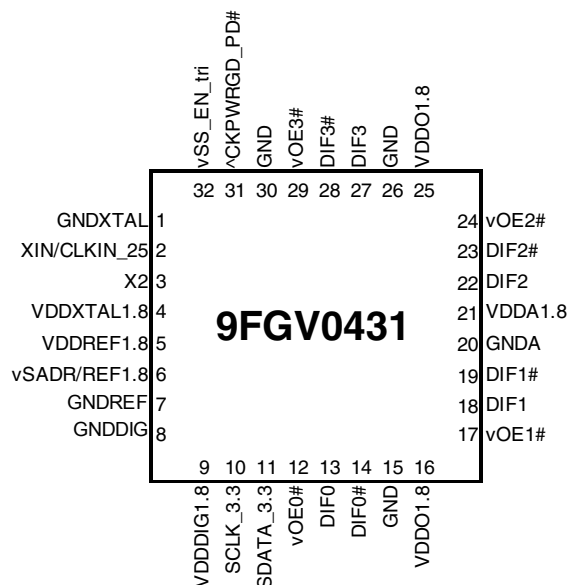 vSS_EN_tri
^CKPWRGD_PD#
GND
vOE3#
DIF3#
DIF3
GND
VDDO1.8
32 31 30 29 28 27 26 25
GNDXTAL 1
XIN/CLKIN_25 2
X2 3
VDDXTAL1.8 4
VDDREF1.8 5
vSADR/REF1.8 6
GNDREF 7
GNDDIG 8
9FGV0431
24 vOE2#
23 DIF2#
22 DIF2
21 VDDA1.8
20 GNDA
19 DIF1#
18 DIF1
17 vOE1#
9 10 11 12 13 14 15 16
VDDDIG1.8
SCLK_3.3
SDATA_3.3
vOE0#
DIF0
DIF0#
GND
VDDO1.8